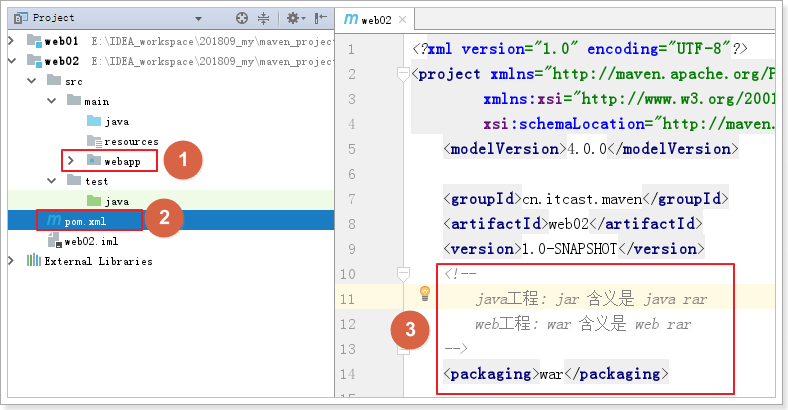 Project
web01 E:\IDEA_workspace\201809_my\maven_project
web02 E:\IDEA_workspace\201809_my\maven_project
src
main
java
resources
webapp
1
test
java
pom.xml
2
web02.iml
External Libraries
web02
1 <?xml version="1.0" encoding="UTF-8"?>
2 <project xmlns="http://maven.apache.org/P
3 xmlns:xsi="http://www.w3.org/2001
4 xsi:schemaLocation="http://maven.
5 <modelVersion>4.0.0</modelVersion>
6
7 <groupId>cn.itcast.maven</groupId>
8 <artifactId>web02</artifactId>
9 <version>1.0-SNAPSHOT</version>
10 <!--
11 java工程: jar 含义是 java rar
12 web工程: war 含义是 web rar
3
13 -->
14 <packaging>war</packaging>